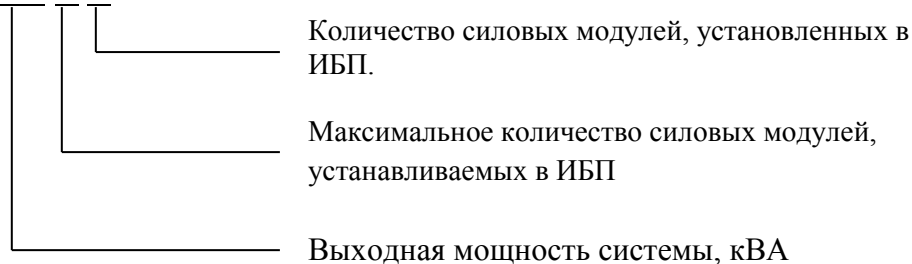 Количество силовых модулей, установленных в
ИБП.
Максимальное количество силовых модулей,
устанавливаемых в ИБП
Выходная мощность системы, кВА